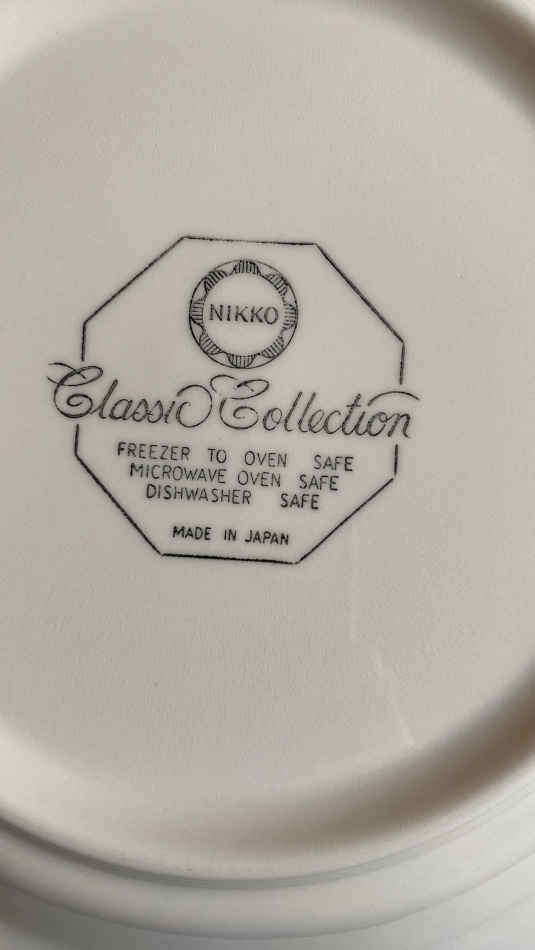 NIKKO
Classic Collection
FREEZER TO OVEN SAFE
MICROWAVE OVEN SAFE
DISHWASHER SAFE
MADE IN JAPAN